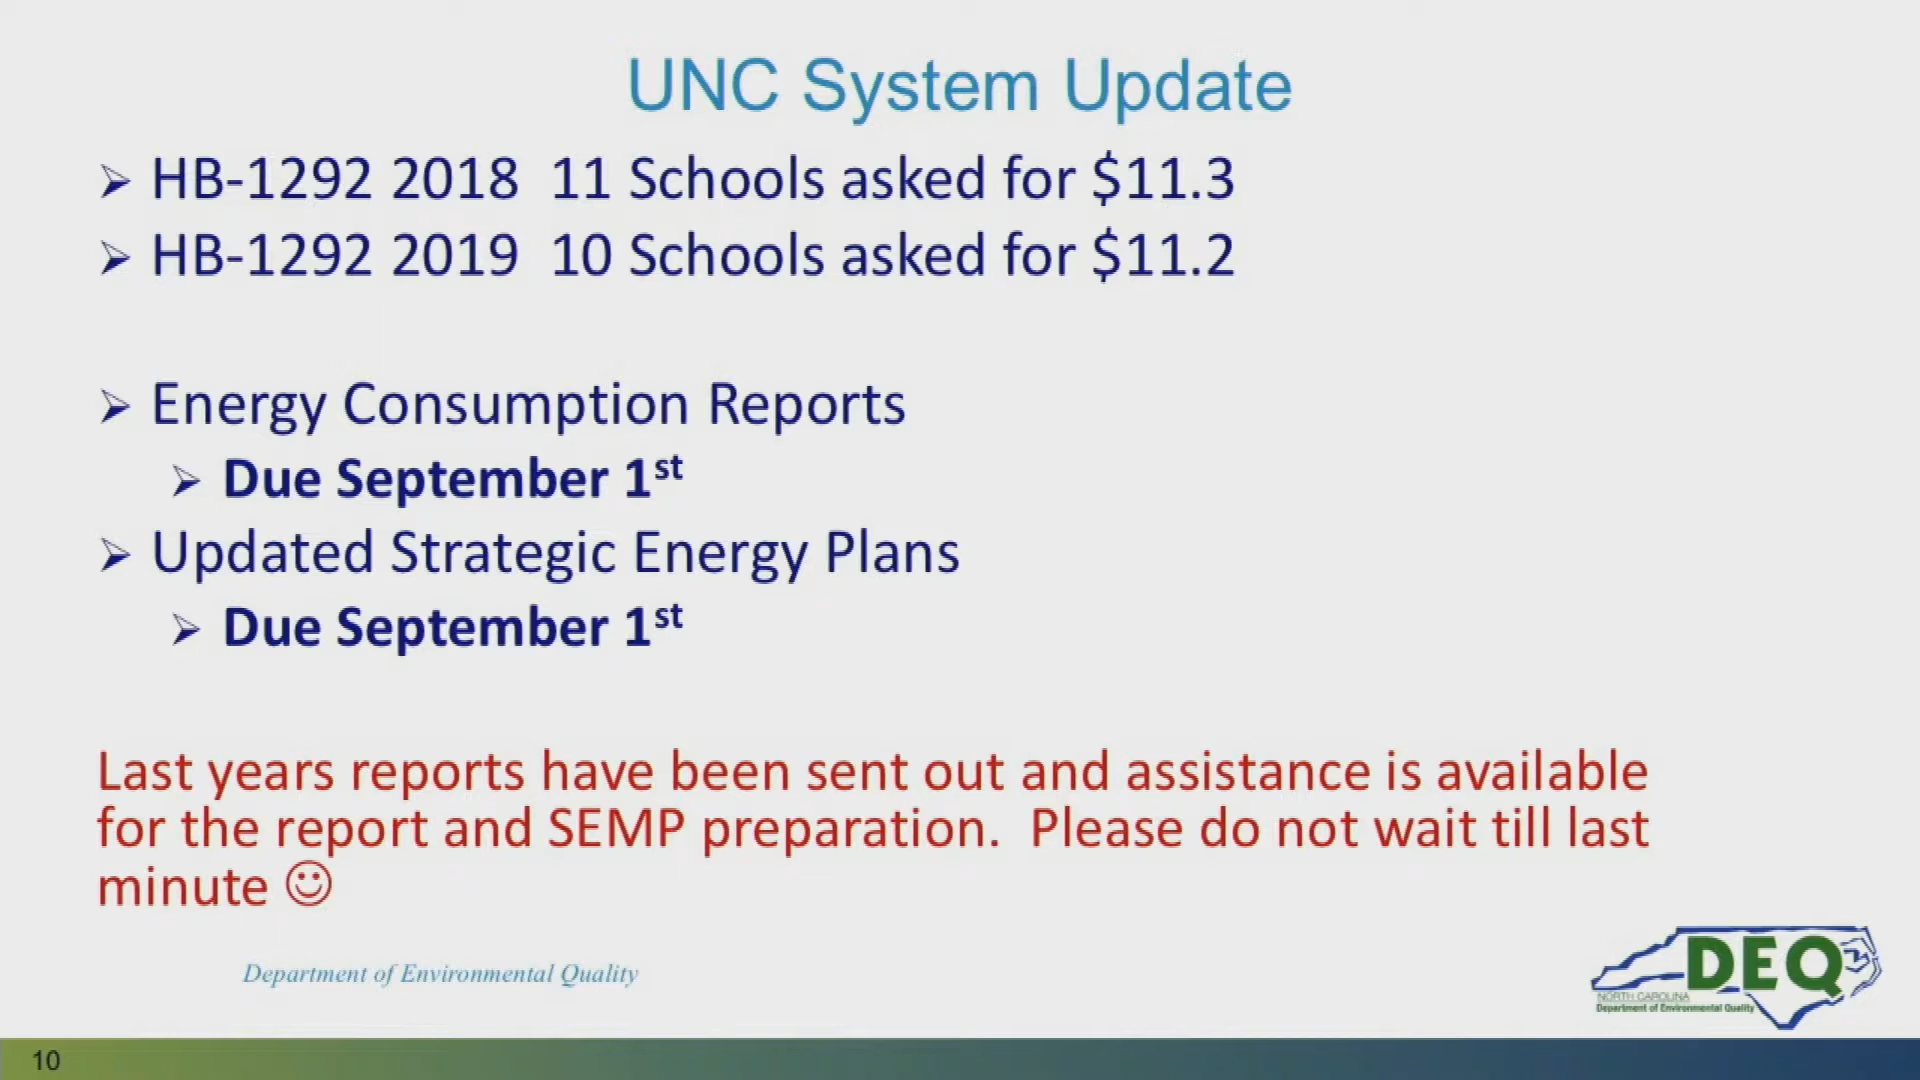 UNC System Update
➢ HB-1292 2018  11 Schools asked for $11.3
➢ HB-1292 2019  10 Schools asked for $11.2
➢ Energy Consumption Reports
➢ Due September 1st
➢ Updated Strategic Energy Plans
➢ Due September 1st
Last years reports have been sent out and assistance is available
for the report and SEMP preparation.  Please do not wait till last
minute ☺
Department of Environmental Quality
DEQ
NORTH CAROLINA
Department of Environmental Quality
10